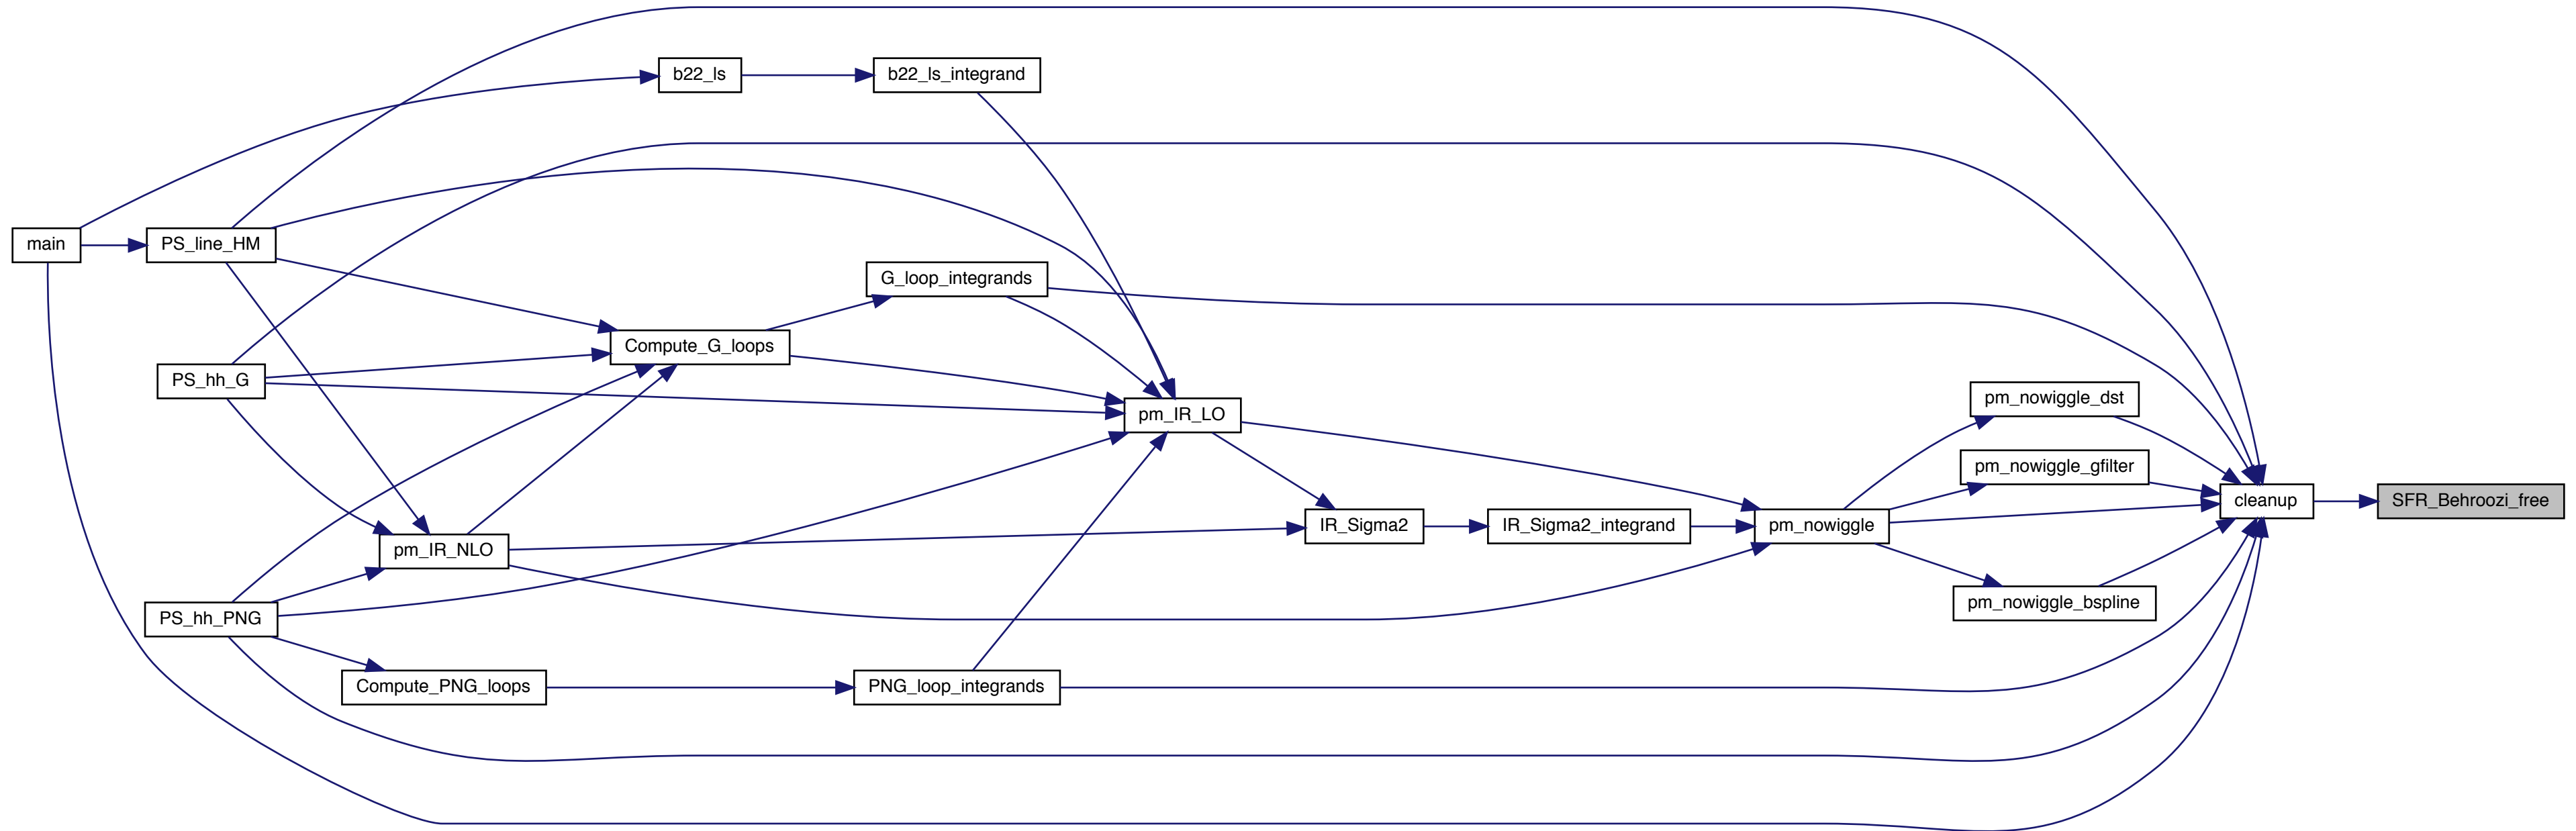 b22_ls
b22_ls_integrand
main
PS_line_HM
G_loop_integrands
Compute_G_loops
PS_hh_G
pm_IR_LO
pm_nowiggle_dst
pm_nowiggle_gfilter
cleanup
SFR_Behroozi_free
IR_Sigma2
IR_Sigma2_integrand
pm_nowiggle
pm_IR_NLO
pm_nowiggle_bspline
PS_hh_PNG
Compute_PNG_loops
PNG_loop_integrands